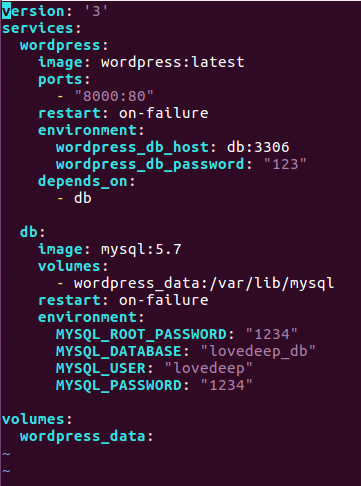 version: '3'
services:
  wordpress:
    image: wordpress:latest
    ports:
      - "8000:80"
    restart: on-failure
    environment:
      wordpress_db_host: db:3306
      wordpress_db_password: "123"
    depends_on:
      - db

  db:
    image: mysql:5.7
    volumes:
      - wordpress_data:/var/lib/mysql
    restart: on-failure
    environment:
      MYSQL_ROOT_PASSWORD: "1234"
      MYSQL_DATABASE: "lovedeep_db"
      MYSQL_USER: "lovedeep"
      MYSQL_PASSWORD: "1234"

volumes:
  wordpress_data:
~
~